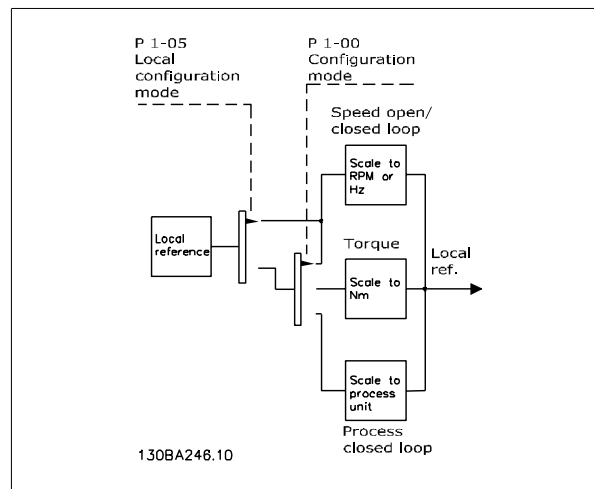 P 1-05
Local
configuration
mode
P 1-00
Configuration
mode
Speed open/
closed loop
Scale to
RPM or
Hz
Local
reference
Torque
Scale to
Nm
Local
ref.
Scale to
process
unit
Process
closed loop
130BA246.10